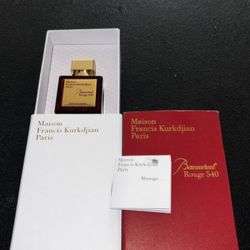 Maison
Francis Kurkdjian
Paris
Maison
Francis Kurkdjian
Paris
Baccarat
Rouge 540
Maison
Francis Kurkdjian
Paris